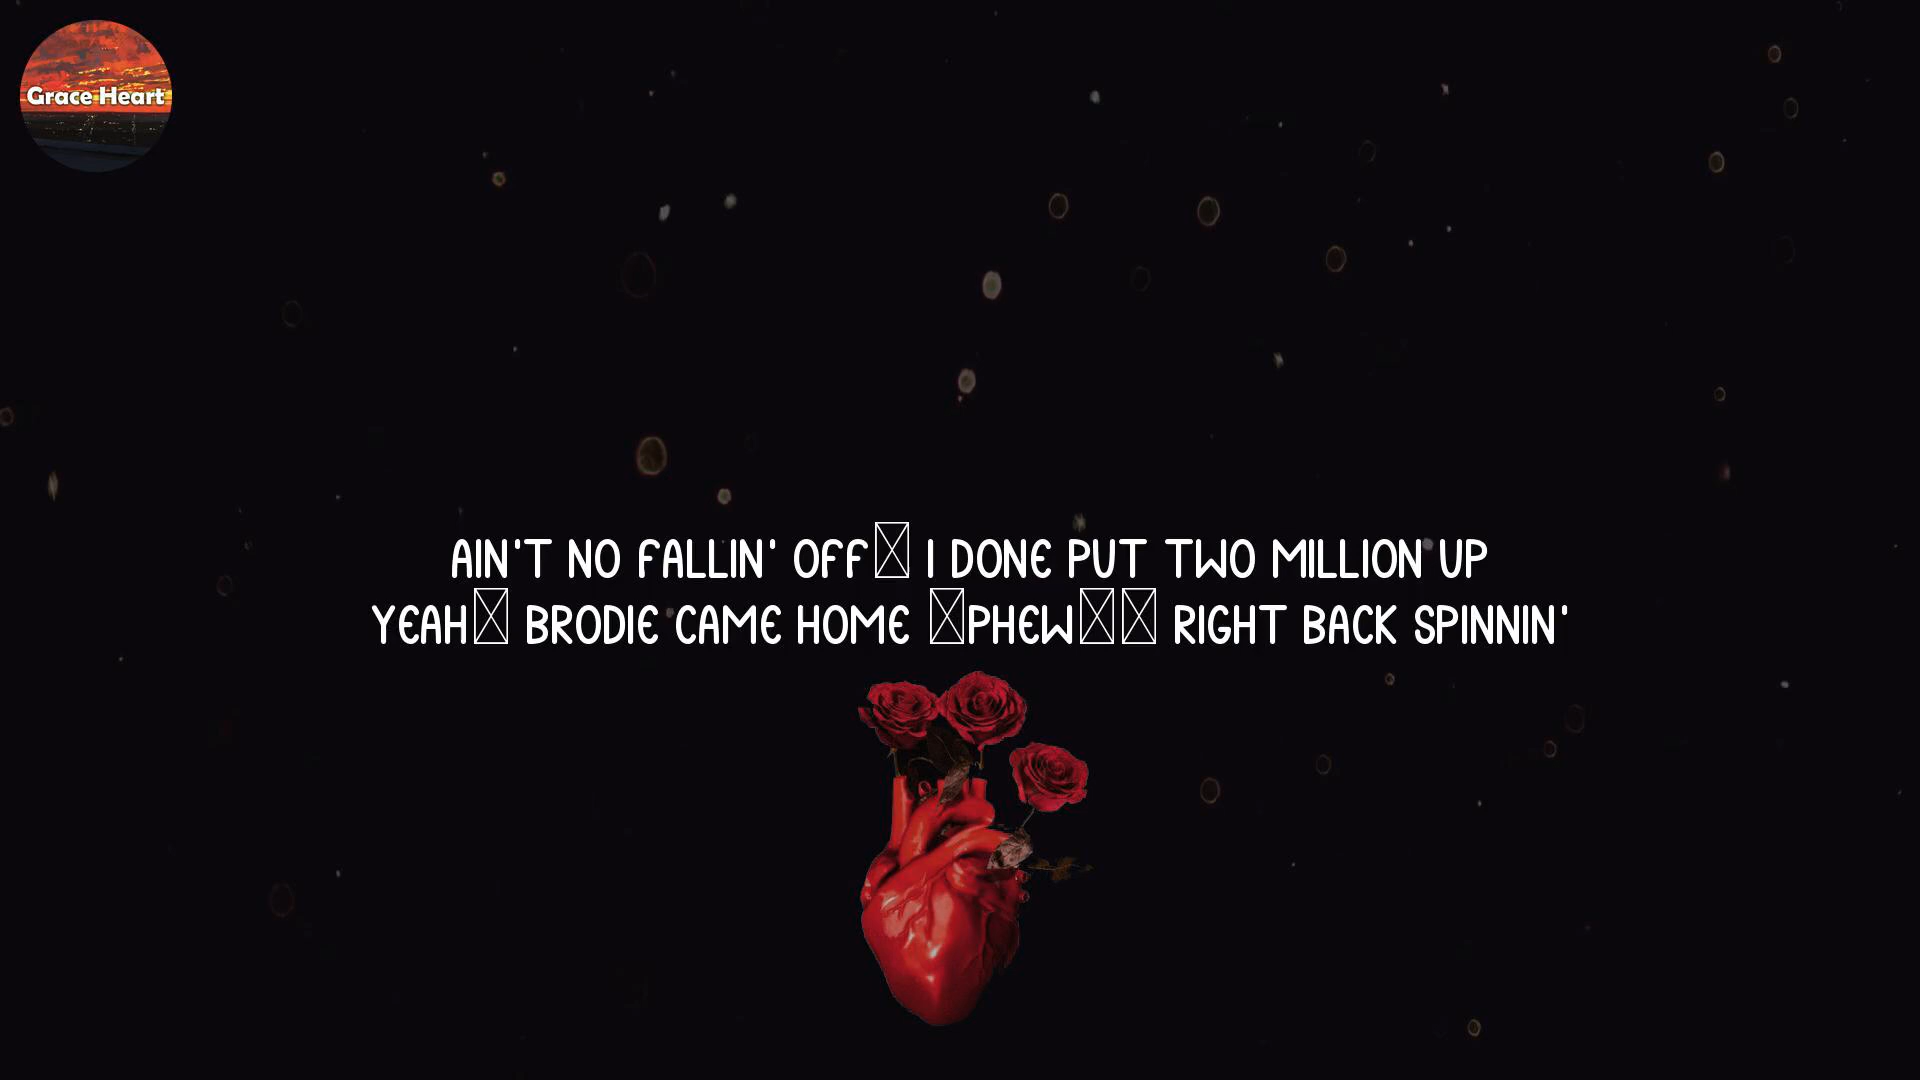 Grace Heart
AIN'T NO FALLIN' OFF☒ I DONE PUT TWO MILLION UP
YEAH☒ BRODIE CAME HOME ☒PHEW☒☒ RIGHT BACK SPINNIN'